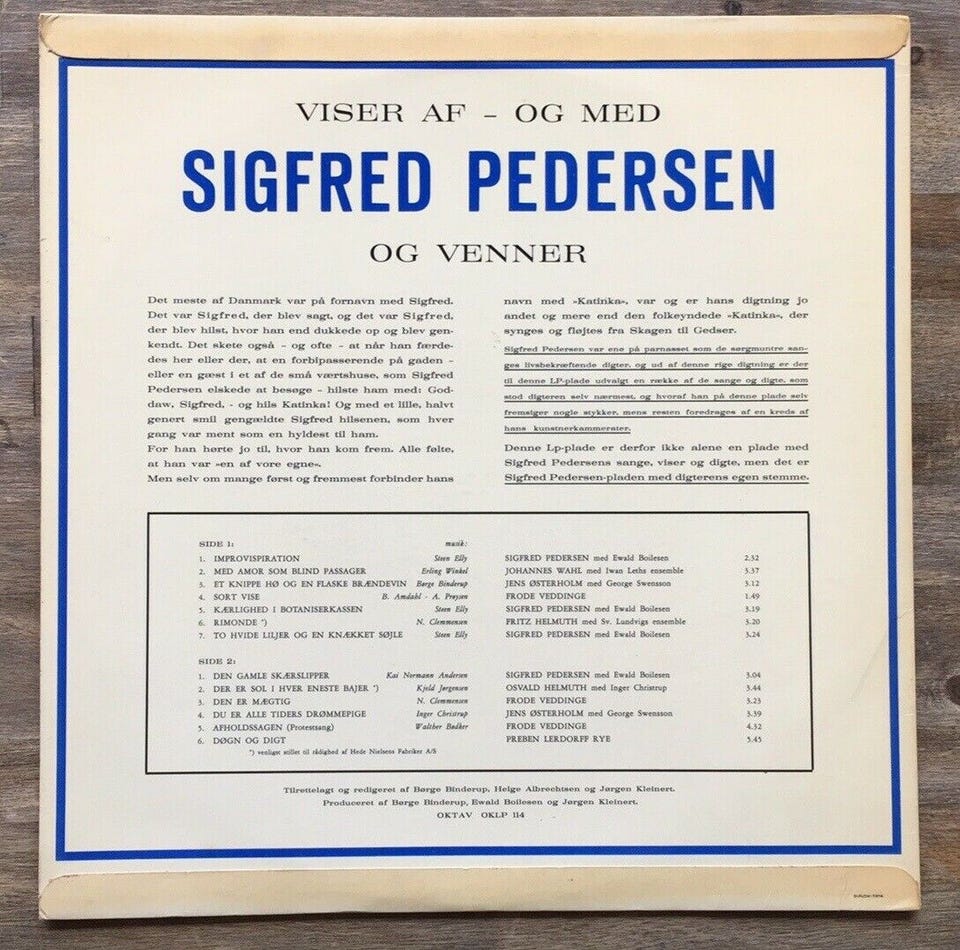 VISER AF – OG MED
SIGFRED PEDERSEN
OG VENNER
Det meste af Danmark var på fornavn med Sigfred.
Det var Sigfred, der blev sagt, og det var Sigfred,
der blev hilst, hvor han end dukkede op og blev gen-
kendt. Det skete også – og ofte – at når han færde-
des her eller der, at en forbipasserende på gaden –
eller en gæst i et af de små værtshuse, som Sigfred
Pedersen elskede at besøge – hilste ham med: God-
daw, Sigfred, - og hils Katinka! Og med et lille, halvt
genert smil gengældte Sigfred hilsenen, som hver
gang var ment som en hyldest til ham.
For han hørte jo til, hvor han kom frem. Alle følte,
at han var »en af vore egne«.
Men selv om mange først og fremmest forbinder hans
navn med »Katinka«, var og er hans digtning jo
andet og mere end den folkeyndede »Katinka«, der
synges og fløjtes fra Skagen til Gedser.
Sigfred Pedersen var ene på parnasset som de sørgmuntre san-
ges livsbekræftende digter, og ud af denne rige digtning er der
til denne LP-plade udvalgt en række af de sange og digte, som
stod digteren selv nærmest, og hvoraf han på denne plade selv
fremsiger nogle stykker, mens resten foredrages af en kreds af
hans kunstnerkammerater.
Denne Lp-plade er derfor ikke alene en plade med
Sigfred Pedersens sange, viser og digte, men det er
Sigfred Pedersen-pladen med digterens egen stemme.
SIDE 1: musik:
1. IMPROVISPIRATION Steen Elly SIGFRED PEDERSEN med Ewald Boilesen 2.32
2. MED AMOR SOM BLIND PASSAGER Erling Winkel JOHANNES WAHL med Iwan Leths ensemble 3.37
3. ET KNIPPE HØ OG EN FLASKE BRÆNDEVIN Børge Binderup JENS ØSTERHOLM med George Swensson 3.12
4. SORT VISE B. Amdahl - A. Prøysen FRODE VEDDINGE 1.49
5. KÆRLIGHED I BOTANISERKASSEN Steen Elly SIGFRED PEDERSEN med Ewald Boilesen 3.19
6. RIMONDE *) N. Clemmensen FRITZ HELMUTH med Sv. Lundvigs ensemble 3.20
7. TO HVIDE LILJER OG EN KNÆKKET SØJLE Steen Elly SIGFRED PEDERSEN med Ewald Boilesen 3.24
SIDE 2:
1. DEN GAMLE SKÆRSLIPPER Kai Normann Andersen SIGFRED PEDERSEN med Ewald Boilesen 3.04
2. DER ER SOL I HVER ENESTE BAJER *) Kjeld Jørgensen OSVALD HELMUTH med Inger Christrup 3.44
3. DEN ER MÆGTIG N. Clemmensen FRODE VEDDINGE 3.23
4. DU ER ALLE TIDERS DRØMMEPIGE Inger Christrup JENS ØSTERHOLM med George Swensson 3.39
5. AFHOLDSSAGEN (Protestsang) Walther Bødker FRODE VEDDINGE 4.32
6. DØGN OG DIGT PREBEN LERDORFF RYE 5.45
*) venligst stillet til rådighed af Hede Nielsens Fabriker A/S
Tilrettelagt og redigeret af Børge Binderup, Helge Albrechtsen og Jørgen Kleinert.
Produceret af Børge Binderup, Ewald Boilesen og Jørgen Kleinert.
OKTAV OKLP 114